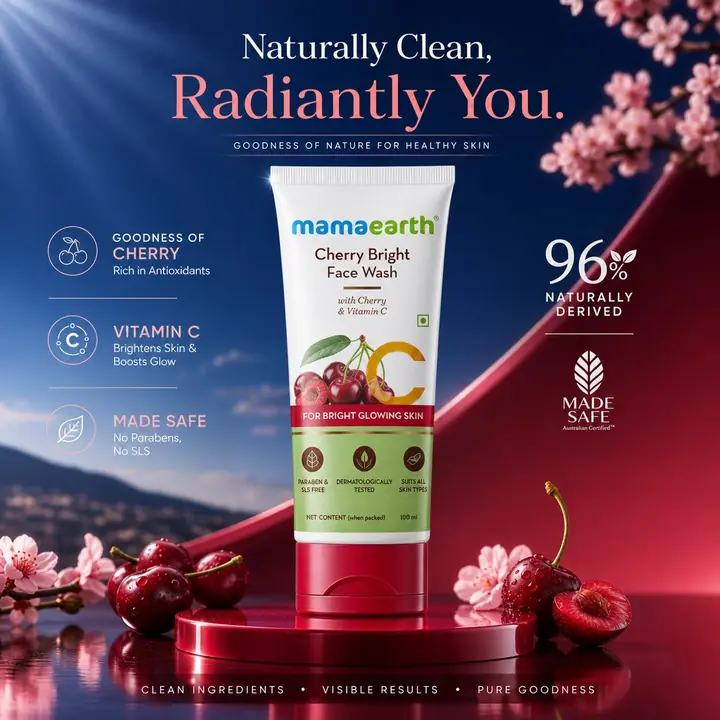 Naturally Clean,
Radiantly You.
GOODNESS OF NATURE FOR HEALTHY SKIN
GOODNESS OF
CHERRY
Rich in Antioxidants
VITAMIN C
Brightens Skin &
Boosts Glow
MADE SAFE
No Parabens,
No SLS
mamaearth®
Cherry Bright
Face Wash
with Cherry
& Vitamin C
C
FOR BRIGHT GLOWING SKIN
PARABEN &
SLS FREE
DERMATOLOGICALLY
TESTED
SUITS ALL
SKIN TYPES
NET CONTENT (when packed) 100 ml
96%
NATURALLY
DERIVED
MADE
SAFE
Australian Certified™
C
CLEAN INGREDIENTS • VISIBLE RESULTS • PURE GOODNESS